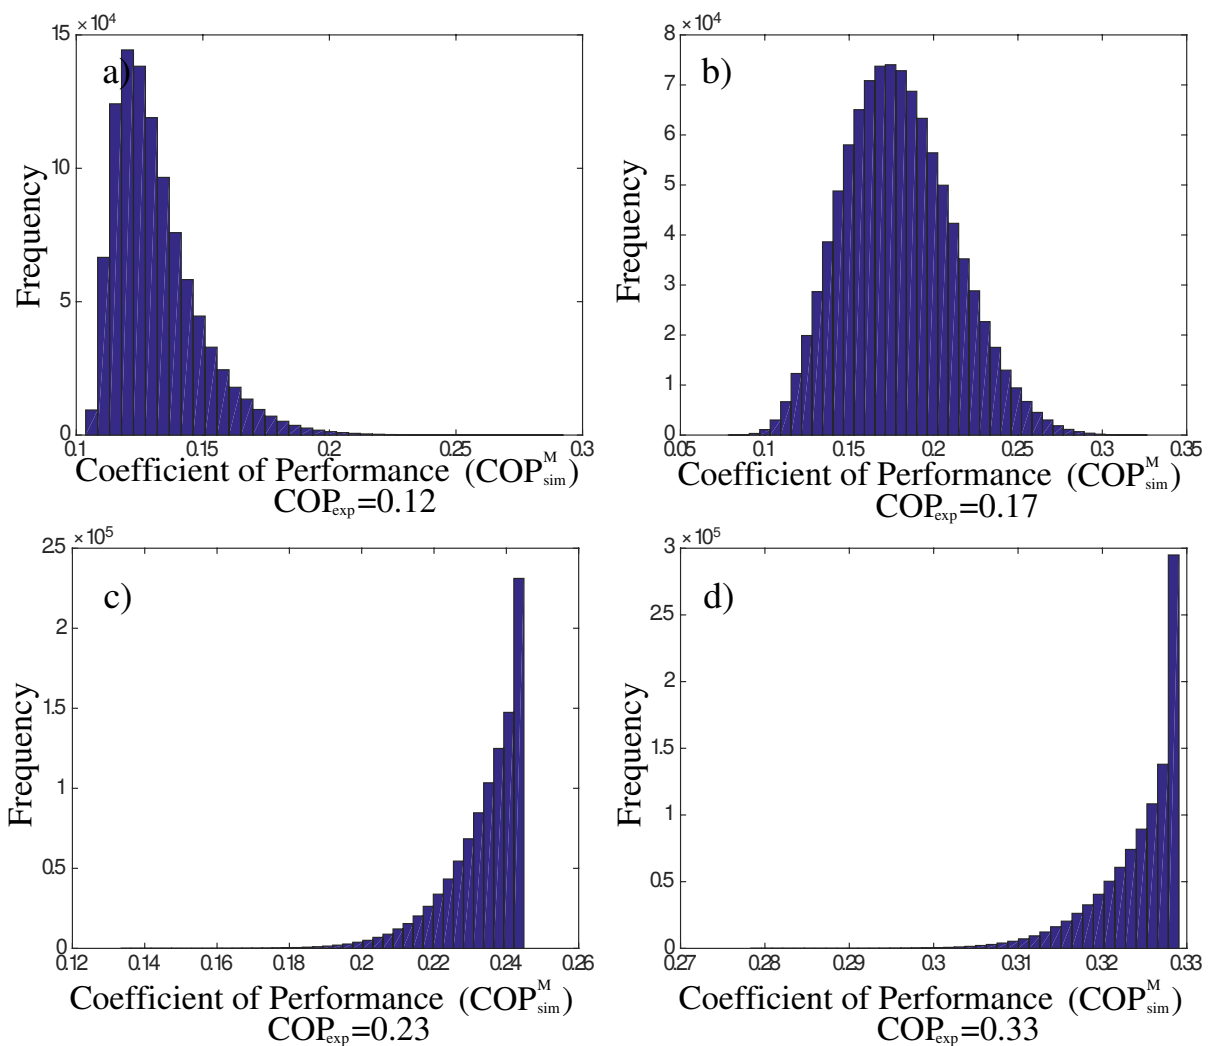 ×10⁴
15
10
5
0
a)
Frequency
0.1 0.15 0.2 0.25 0.3
Coefficient of Performance (COP^M_sim)
COP_exp=0.12
×10⁴
8
7
6
5
4
3
2
1
0
b)
Frequency
0.05 0.1 0.15 0.2 0.25 0.3 0.35
Coefficient of Performance (COP^M_sim)
COP_exp=0.17
×10⁵
2.5
2
1.5
1
0.5
0
c)
Frequency
0.12 0.14 0.16 0.18 0.2 0.22 0.24 0.26
Coefficient of Performance (COP^M_sim)
COP_exp=0.23
×10⁵
3
2.5
2
1.5
1
0.5
0
d)
Frequency
0.27 0.28 0.29 0.3 0.31 0.32 0.33
Coefficient of Performance (COP^M_sim)
COP_exp=0.33